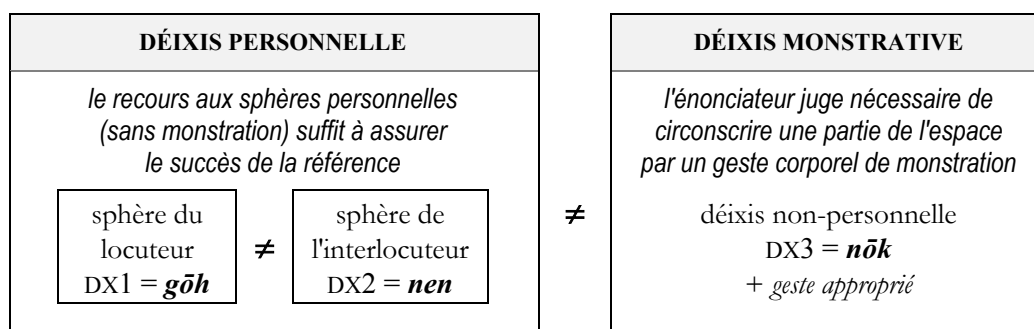 DÉIXIS PERSONNELLE
le recours aux sphères personnelles
(sans monstration) suffit à assurer
le succès de la référence
sphère du
locuteur
DX1 = gōh
≠
sphère de
l'interlocuteur
DX2 = nen
≠
DÉIXIS MONSTRATIVE
l'énonciateur juge nécessaire de
circonscrire une partie de l'espace
par un geste corporel de monstration
déixis non-personnelle
DX3 = nōk
+ geste approprié